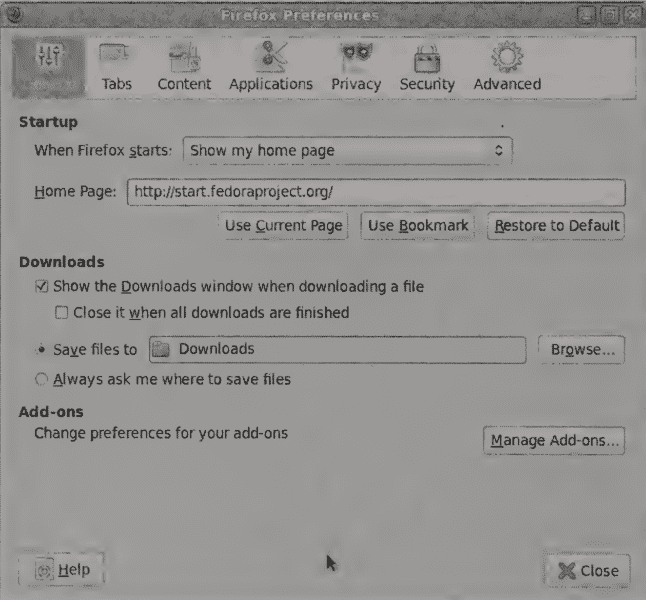 Firefox Preferences
Tabs Content Applications Privacy Security Advanced
Startup
When Firefox starts: Show my home page
Home Page: http://start.fedoraproject.org/
Use Current Page Use Bookmark Restore to Default
Downloads
Show the Downloads window when downloading a file
Close it when all downloads are finished
Save files to Downloads Browse...
Always ask me where to save files
Add-ons
Change preferences for your add-ons
Manage Add-ons...
Help Close